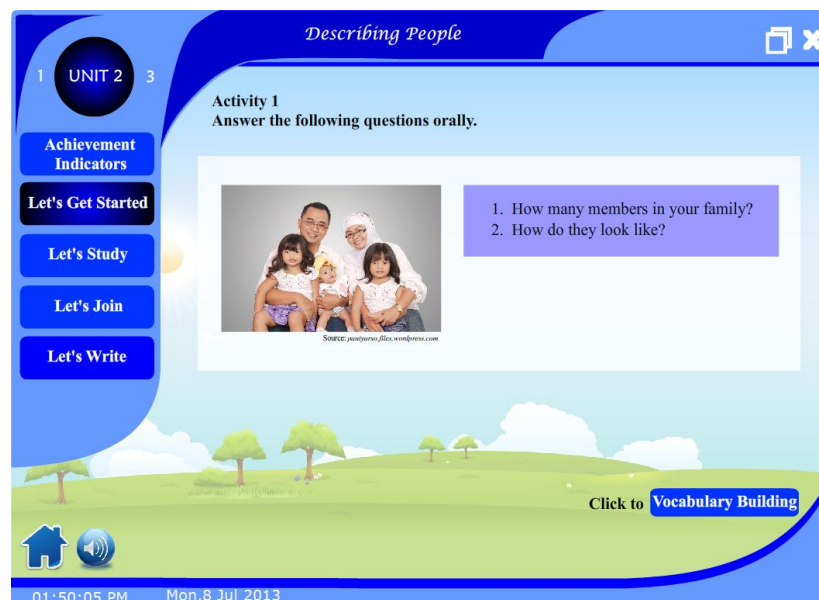 Describing People
1 UNIT 2 3
Activity 1
Answer the following questions orally.
Achievement
Indicators
Let's Get Started
Let's Study
Let's Join
Let's Write
1. How many members in your family?
2. How do they look like?
Source: pantyarso.files.wordpress.com
Click to Vocabulary Building
01:50:05 PM Mon,8 Jul 2013